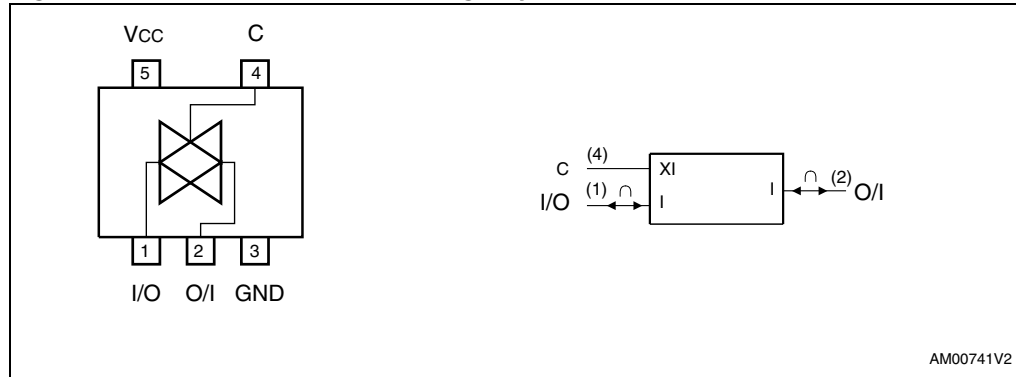 VCC C
5 4
1 2 3
I/O O/I GND
C (4) XI
I/O (1) ∩ I I ∩ (2) O/I
AM00741V2